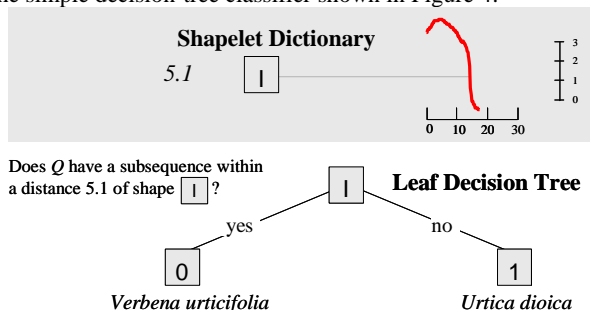 the simple decision tree classifier shown in Figure 4.
Shapelet Dictionary
5.1
I
3
2
1
0
0 10 20 30
Does Q have a subsequence within
a distance 5.1 of shape I ?
I
Leaf Decision Tree
yes
no
0
1
Verbena urticifolia
Urtica dioica